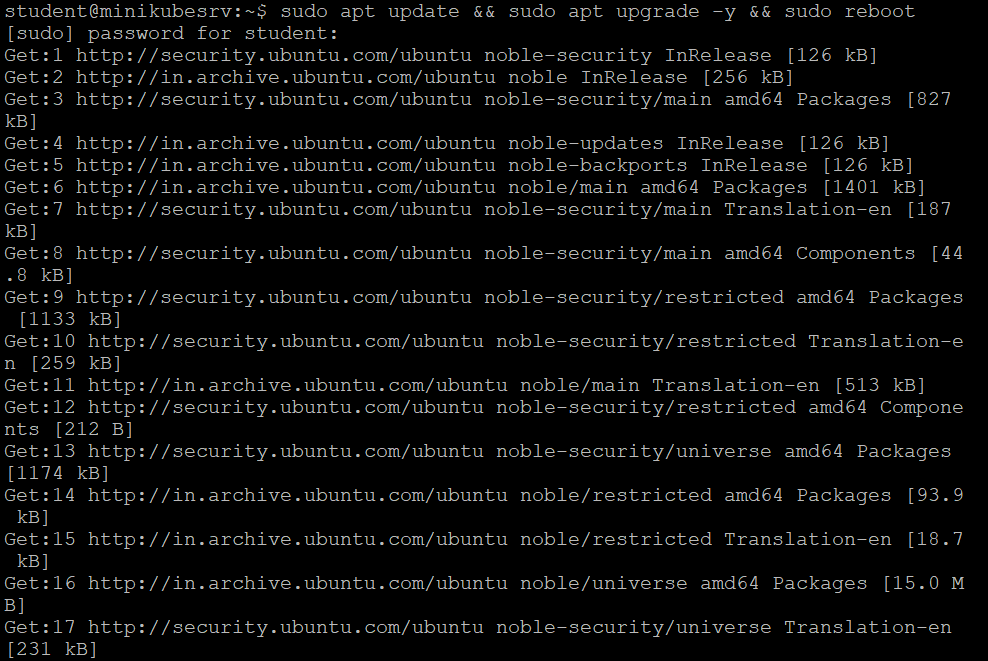 student@minikubesrv:~$ sudo apt update && sudo apt upgrade -y && sudo reboot
[sudo] password for student:
Get:1 http://security.ubuntu.com/ubuntu noble-security InRelease [126 kB]
Get:2 http://in.archive.ubuntu.com/ubuntu noble InRelease [256 kB]
Get:3 http://security.ubuntu.com/ubuntu noble-security/main amd64 Packages [827
kB]
Get:4 http://in.archive.ubuntu.com/ubuntu noble-updates InRelease [126 kB]
Get:5 http://in.archive.ubuntu.com/ubuntu noble-backports InRelease [126 kB]
Get:6 http://in.archive.ubuntu.com/ubuntu noble/main amd64 Packages [1401 kB]
Get:7 http://security.ubuntu.com/ubuntu noble-security/main Translation-en [187
kB]
Get:8 http://security.ubuntu.com/ubuntu noble-security/main amd64 Components [44
.8 kB]
Get:9 http://security.ubuntu.com/ubuntu noble-security/restricted amd64 Packages
 [1133 kB]
Get:10 http://security.ubuntu.com/ubuntu noble-security/restricted Translation-e
n [259 kB]
Get:11 http://in.archive.ubuntu.com/ubuntu noble/main Translation-en [513 kB]
Get:12 http://security.ubuntu.com/ubuntu noble-security/restricted amd64 Compone
nts [212 B]
Get:13 http://security.ubuntu.com/ubuntu noble-security/universe amd64 Packages
[1174 kB]
Get:14 http://in.archive.ubuntu.com/ubuntu noble/restricted amd64 Packages [93.9
 kB]
Get:15 http://in.archive.ubuntu.com/ubuntu noble/restricted Translation-en [18.7
 kB]
Get:16 http://in.archive.ubuntu.com/ubuntu noble/universe amd64 Packages [15.0 M
B]
Get:17 http://security.ubuntu.com/ubuntu noble-security/universe Translation-en
[231 kB]